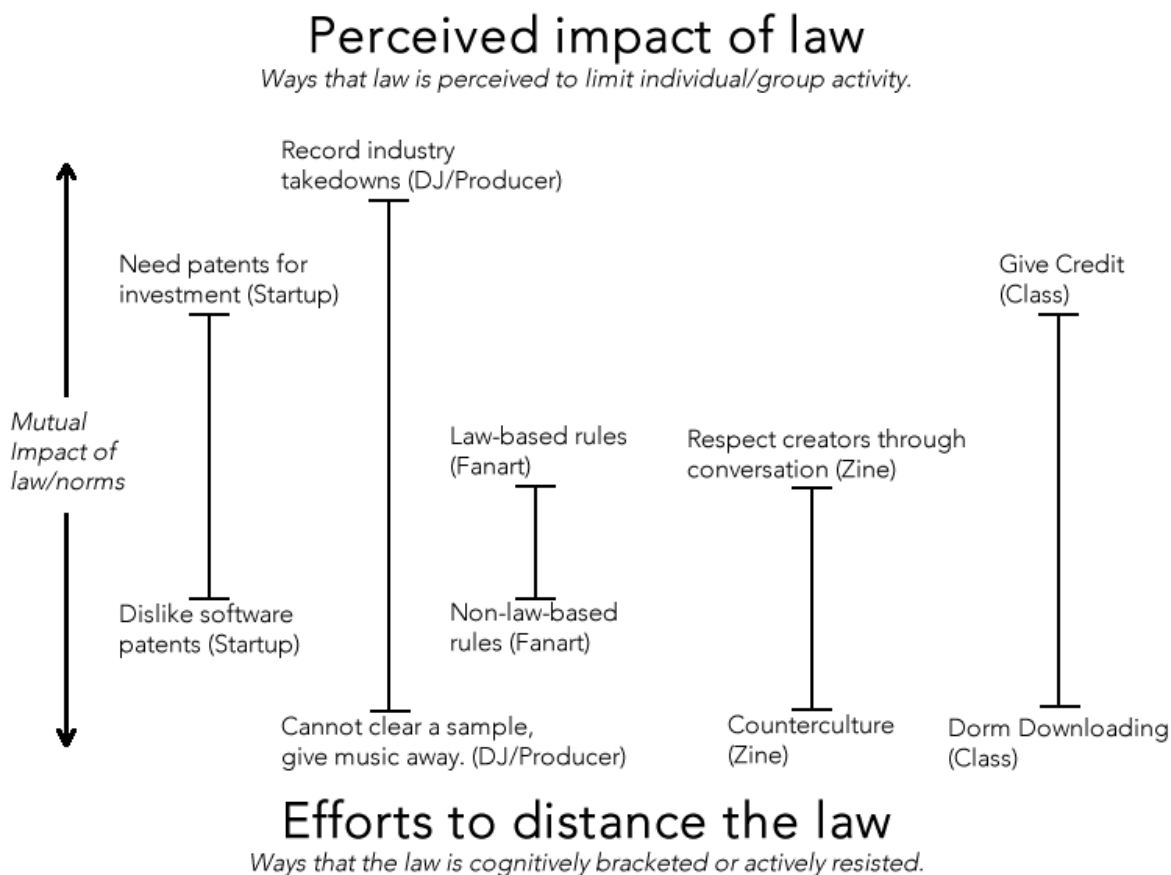 Perceived impact of law
Ways that law is perceived to limit individual/group activity.
Record industry
takedowns (DJ/Producer)
Need patents for
investment (Startup)
Give Credit
(Class)
Mutual
Impact of
law/norms
Law-based rules
(Fanart)
Respect creators through
conversation (Zine)
Dislike software
patents (Startup)
Non-law-based
rules (Fanart)
Cannot clear a sample,
give music away. (DJ/Producer)
Counterculture
(Zine)
Dorm Downloading
(Class)
Efforts to distance the law
Ways that the law is cognitively bracketed or actively resisted.